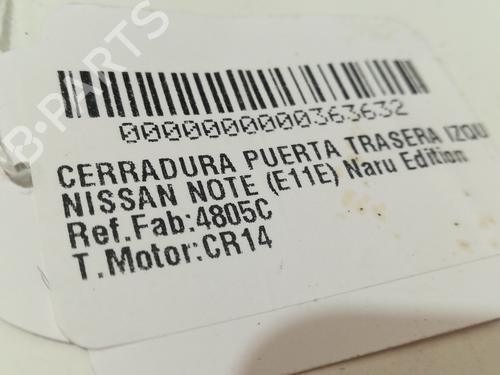 B-PARTS
0000000000363632
CERRADURA PUERTA TRASERA IZQU
NISSAN NOTE (E11E) Naru Edition
Ref.Fab:4805C
T.Motor:CR14